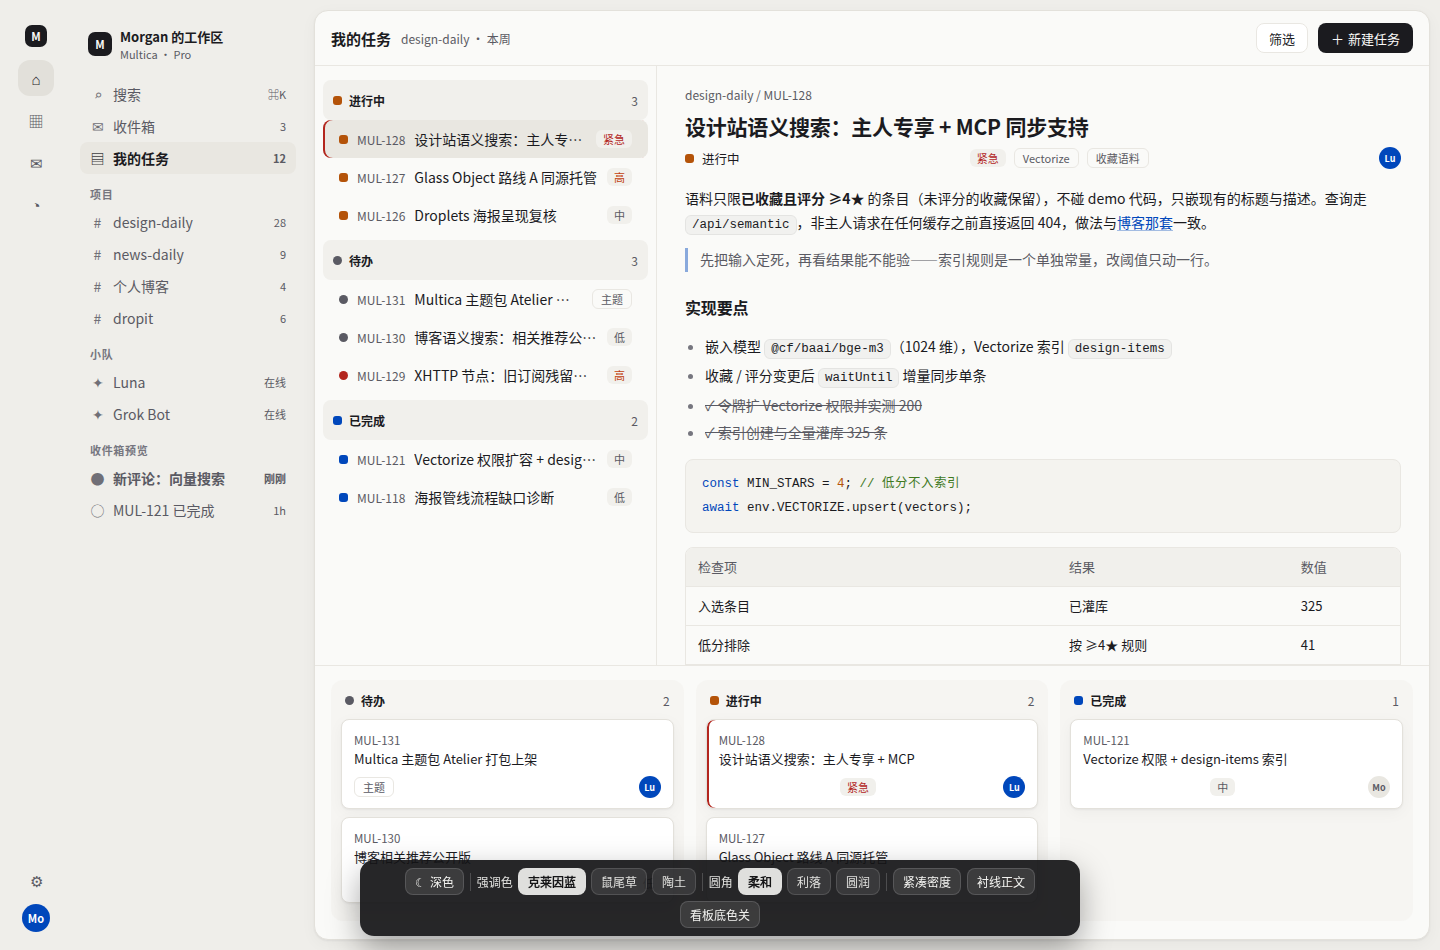 M
M
Morgan 的工作区
Multica · Pro
搜索 ⌘K
收件箱 3
我的任务 12
项目
# design-daily 28
# news-daily 9
# 个人博客 4
# dropit 6
小队
Luna 在线
Grok Bot 在线
收件箱预览
新评论：向量搜索 刚刚
MUL-121 已完成 1h
Mo
我的任务 design-daily · 本周
筛选
＋ 新建任务
进行中 3
MUL-128 设计站语义搜索：主人专… 紧急
MUL-127 Glass Object 路线 A 同源托管 高
MUL-126 Droplets 海报呈现复核 中
待办 3
MUL-131 Multica 主题包 Atelier … 主题
MUL-130 博客语义搜索：相关推荐公… 低
MUL-129 XHTTP 节点：旧订阅残留… 高
已完成 2
MUL-121 Vectorize 权限扩容 + desig… 中
MUL-118 海报管线流程缺口诊断 低
design-daily / MUL-128
设计站语义搜索：主人专享 + MCP 同步支持
进行中 紧急 Vectorize 收藏语料 Lu
语料只限已收藏且评分 ≥4★ 的条目（未评分的收藏保留），不碰 demo 代码，只嵌现有的标题与描述。查询走
/api/semantic，非主人请求在任何缓存之前直接返回 404，做法与博客那套一致。
先把输入定死，再看结果能不能验——索引规则是一个单独常量，改阈值只动一行。
实现要点
嵌入模型 @cf/baai/bge-m3（1024 维），Vectorize 索引 design-items
收藏 / 评分变更后 waitUntil 增量同步单条
✓ 令牌扩 Vectorize 权限并实测 200
✓ 索引创建与全量灌库 325 条
const MIN_STARS = 4; // 低分不入索引
await env.VECTORIZE.upsert(vectors);
检查项 结果 数值
入选条目 已灌库 325
低分排除 按 ≥4★ 规则 41
待办 2
MUL-131
Multica 主题包 Atelier 打包上架
主题 Lu
MUL-130
博客相关推荐公开版
进行中 2
MUL-128
设计站语义搜索：主人专享 + MCP
紧急 Lu
MUL-127
Glass Object 路线 A 同源托管
已完成 1
MUL-121
Vectorize 权限 + design-items 索引
中 Mo
☾ 深色 强调色 克莱因蓝 鼠尾草 陶土 圆角 柔和 利落 圆润 紧凑密度 衬线正文
看板底色关